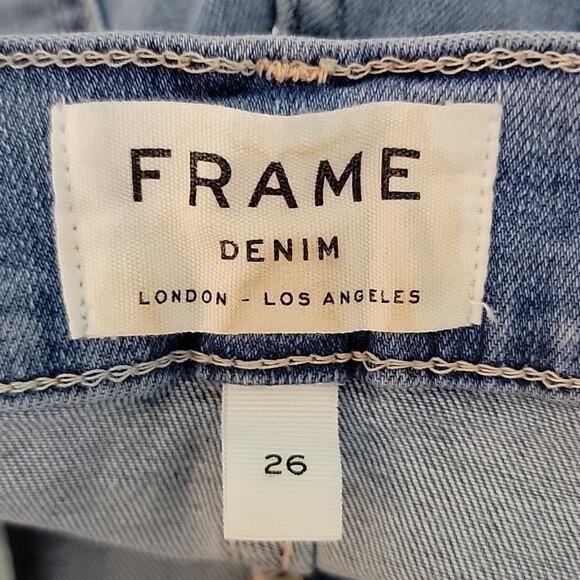 FRAME
DENIM
LONDON - LOS ANGELES
26